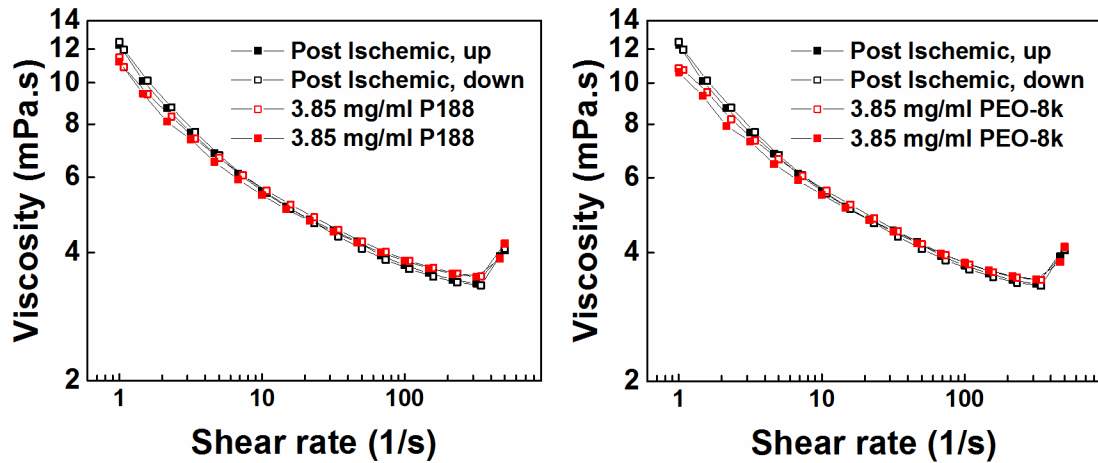 14
12
10
8
6
4
2
Viscosity (mPa.s)
Post Ischemic, up
Post Ischemic, down
3.85 mg/ml P188
3.85 mg/ml P188
1
10
100
Shear rate (1/s)
14
12
10
8
6
4
2
Viscosity (mPa.s)
Post Ischemic, up
Post Ischemic, down
3.85 mg/ml PEO-8k
3.85 mg/ml PEO-8k
1
10
100
Shear rate (1/s)